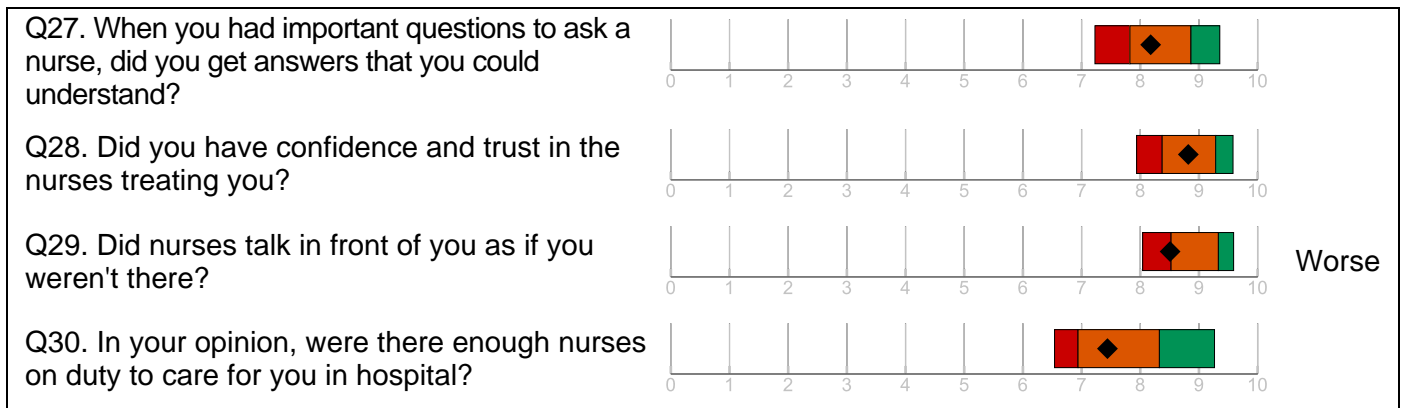 Q27. When you had important questions to ask a
nurse, did you get answers that you could
understand?
0 1 2 3 4 5 6 7 8 9 10
Q28. Did you have confidence and trust in the
nurses treating you?
0 1 2 3 4 5 6 7 8 9 10
Q29. Did nurses talk in front of you as if you
weren't there?
Worse
0 1 2 3 4 5 6 7 8 9 10
Q30. In your opinion, were there enough nurses
on duty to care for you in hospital?
0 1 2 3 4 5 6 7 8 9 10